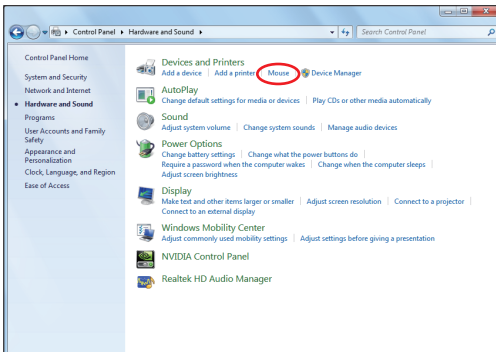 Control Panel Hardware and Sound Search Control Panel
Control Panel Home
System and Security
Network and Internet
Hardware and Sound
Programs
User Accounts and Family
Safety
Appearance and
Personalization
Clock, Language, and Region
Ease of Access
Devices and Printers
Add a device Add a printer Mouse Device Manager
AutoPlay
Change default settings for media or devices Play CDs or other media automatically
Sound
Adjust system volume Change system sounds Manage audio devices
Power Options
Change battery settings Change what the power buttons do
Require a password when the computer wakes Change when the computer sleeps
Adjust screen brightness
Display
Make text and other items larger or smaller Adjust screen resolution Connect to a projector
Connect to an external display
Windows Mobility Center
Adjust commonly used mobility settings Adjust settings before giving a presentation
NVIDIA Control Panel
Realtek HD Audio Manager